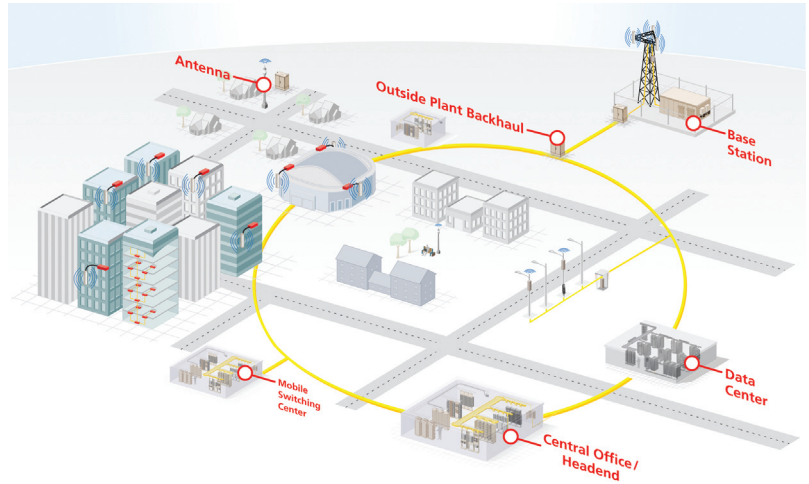 Antenna
Outside Plant Backhaul
Base
Station
Data
Center
Mobile
Switching
Center
Central Office/
Headend